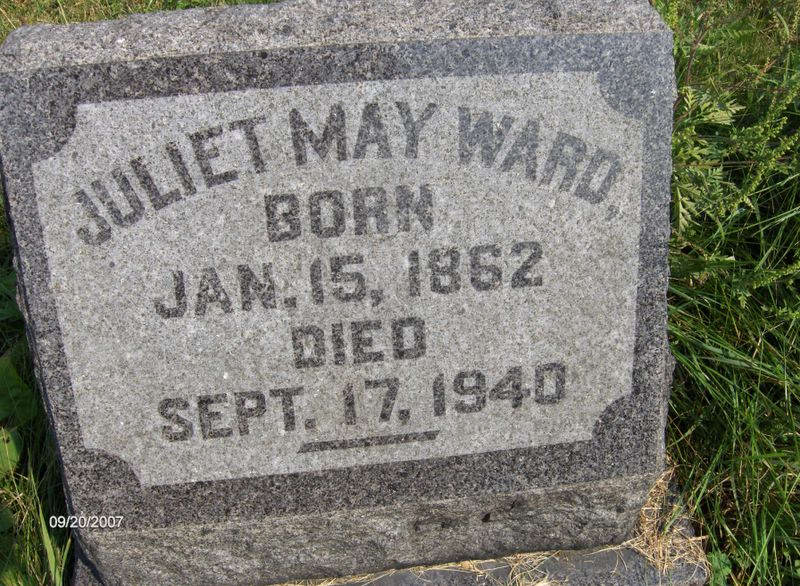 JULIET MAY WARD,
BORN
JAN. 15, 1862
DIED
SEPT. 17, 1940
09/20/2007